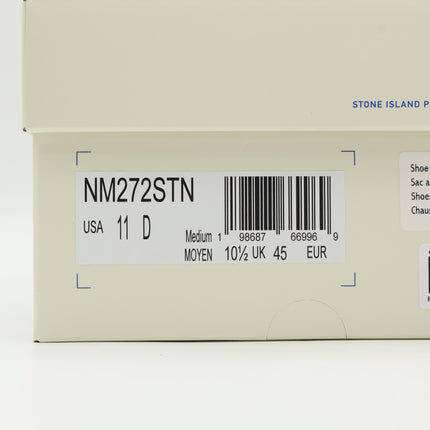 STONE ISLAND P
NM272STN
USA 11 D
Medium 1 98687 66996 9
MOYEN 10½ UK 45 EUR
Shoe
Sac a
Shoe
Chaus